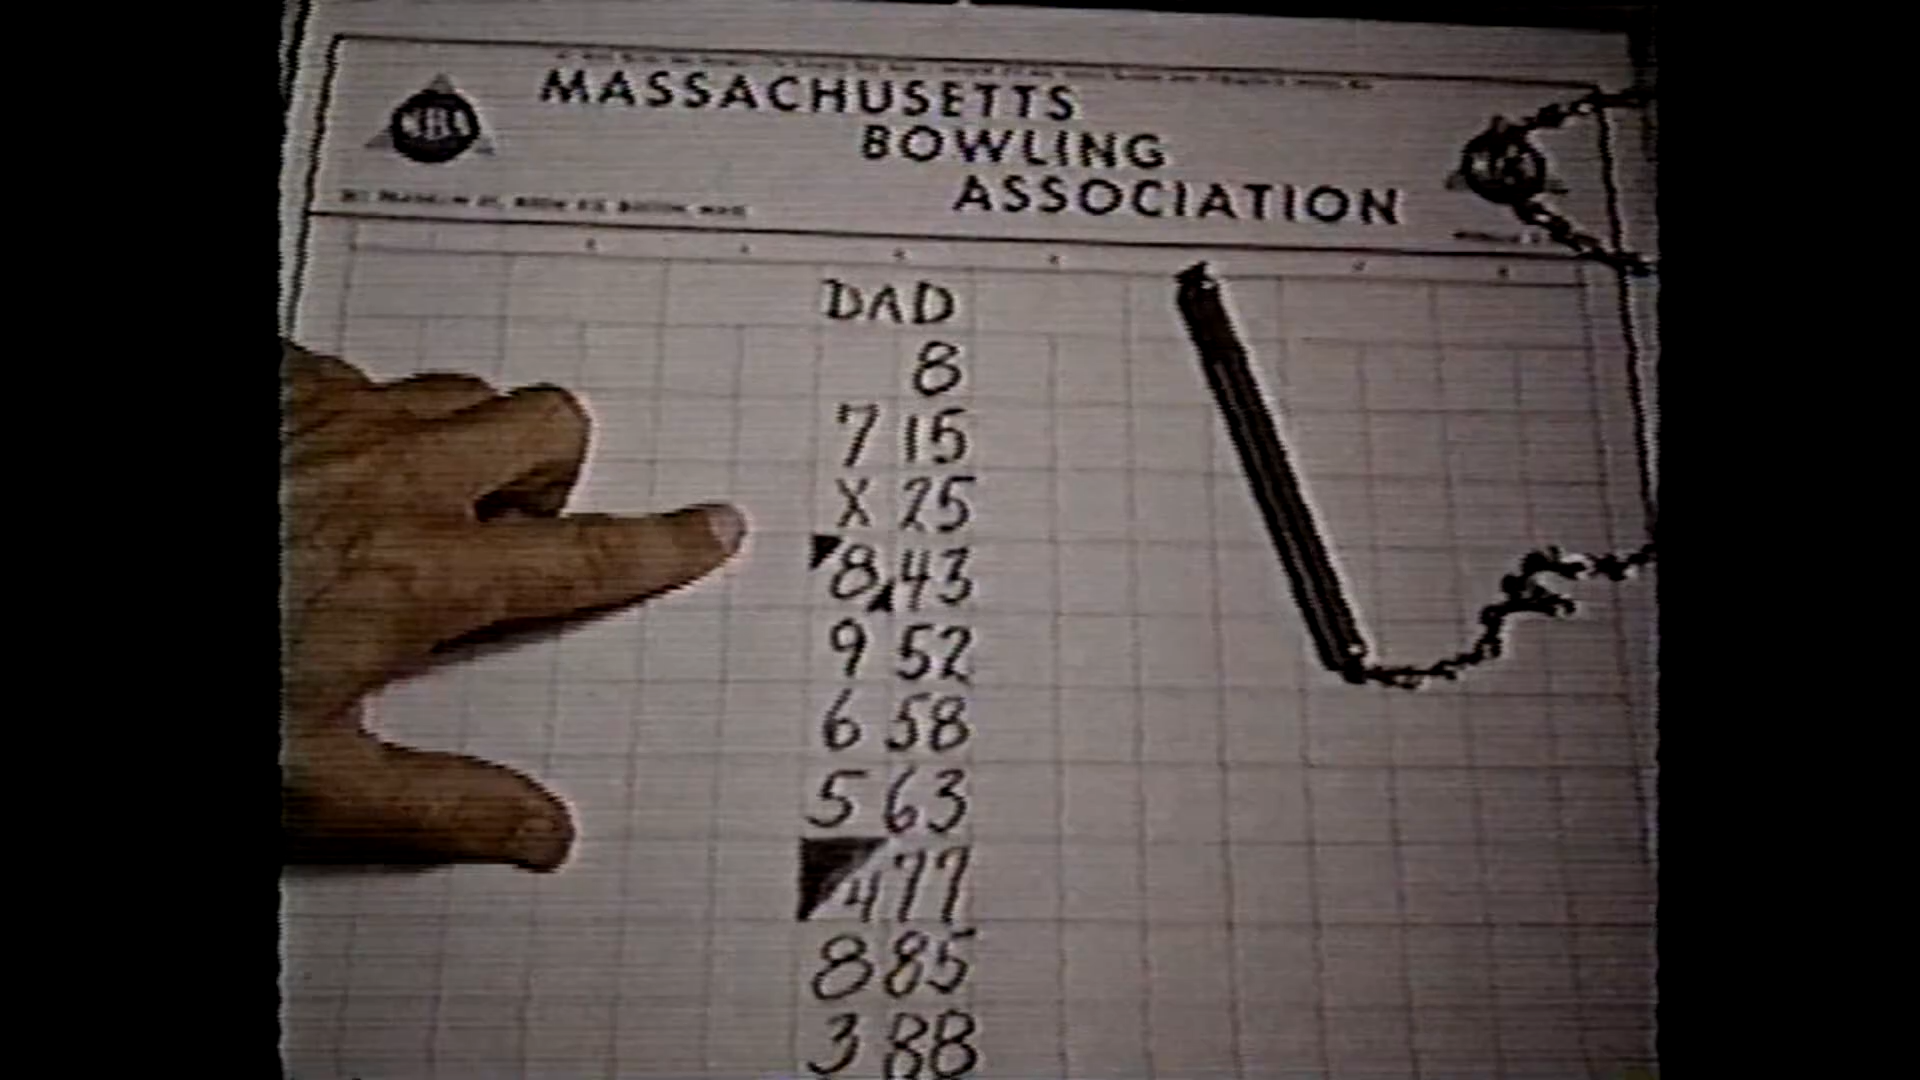 MASSACHUSETTS
BOWLING
ASSOCIATION
DAD
8
7 15
X 25
8 43
9 52
6 58
5 63
4 77
8 85
3 88